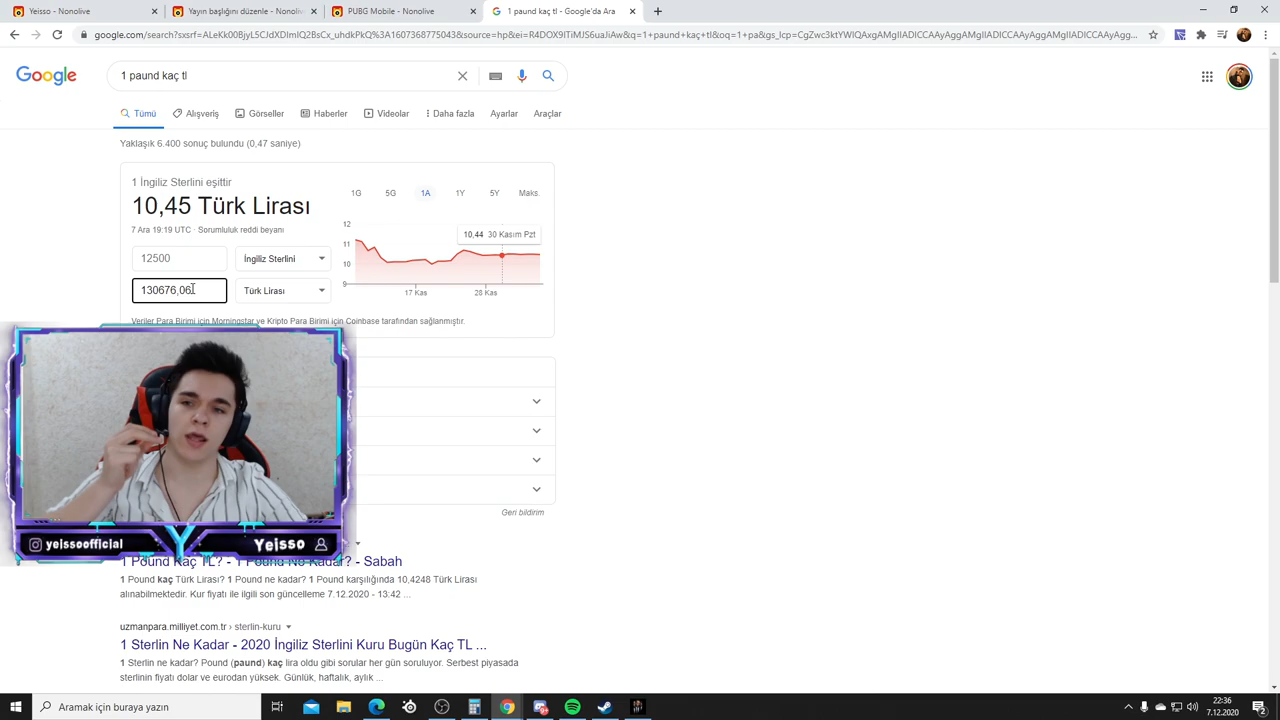 Yeisso - Nonolive
Yayın başlığını düzenle - Nonoliv
PUBG Mobile - Nonolive
1 paund kaç tl - Google'da Ara
Google
1 paund kaç tl
Tümü
Alışveriş
Görseller
Haberler
Videolar
Daha fazla
Ayarlar
Araçlar
Yaklaşık 6.400 sonuç bulundu (0,47 saniye)
1 İngiliz Sterlini eşittir
10,45 Türk Lirası
7 Ara 19:19 UTC · Sorumluluk reddi beyanı
12500
İngiliz Sterlini
130676,06
Türk Lirası
1G
5G
1A
1Y
5Y
Maks.
12
11
10
9
10,44 30 Kasım Pzt
17 Kas
28 Kas
Veriler Para Birimi için Morningstar ve Kripto Para Birimi için Coinbase tarafından sağlanmıştır.
Geri bildirim
yeissoofficial
Y
Yeisso
1 Pound Kaç TL? - 1 Pound Ne Kadar? - Sabah
1 Pound kaç Türk Lirası? 1 Pound ne kadar? 1 Pound karşılığında 10,4248 Türk Lirası
alınabilmektedir. Kur fiyatı ile ilgili son güncelleme 7.12.2020 - 13:42 ...
uzmanpara.milliyet.com.tr › sterlin-kuru
1 Sterlin Ne Kadar - 2020 İngiliz Sterlini Kuru Bugün Kaç TL ...
1 Sterlin ne kadar? Pound (paund) kaç lira oldu gibi sorular her gün soruluyor. Serbest piyasada
sterlinin fiyatı dolar ve eurodan yüksek. Günlük, haftalık, aylık ...
Aramak için buraya yazın
22:36
7.12.2020
2